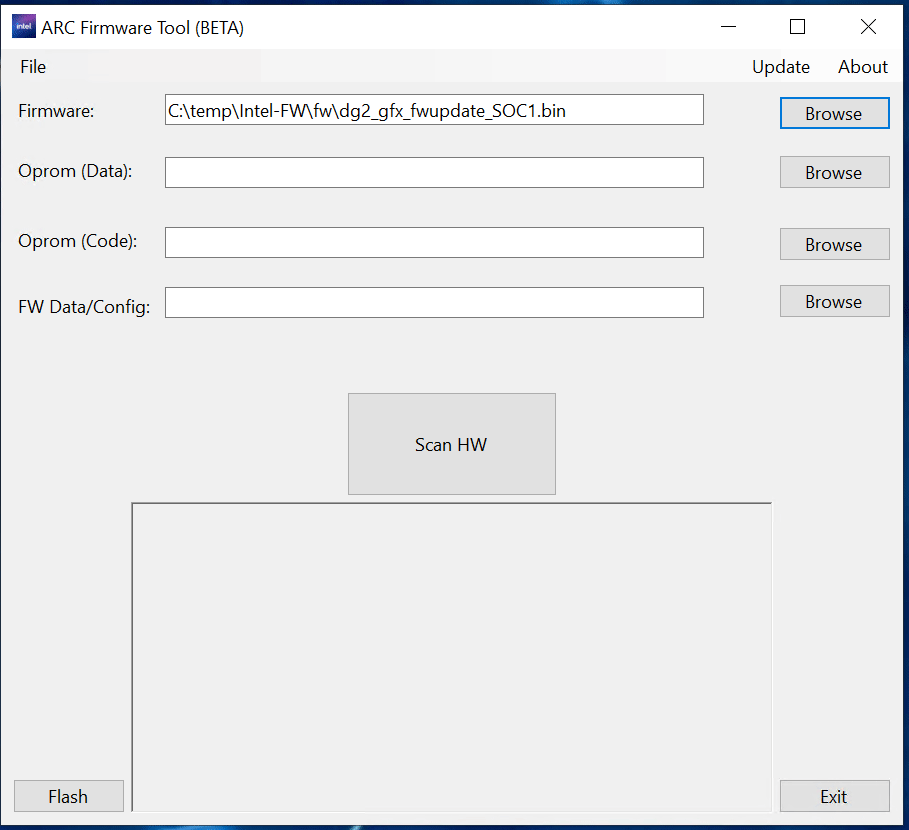 intel ARC Firmware Tool (BETA)
File Update About
Firmware: C:\temp\Intel-FW\fw\dg2_gfx_fwupdate_SOC1.bin Browse
Oprom (Data): Browse
Oprom (Code): Browse
FW Data/Config: Browse
Scan HW
Flash Exit